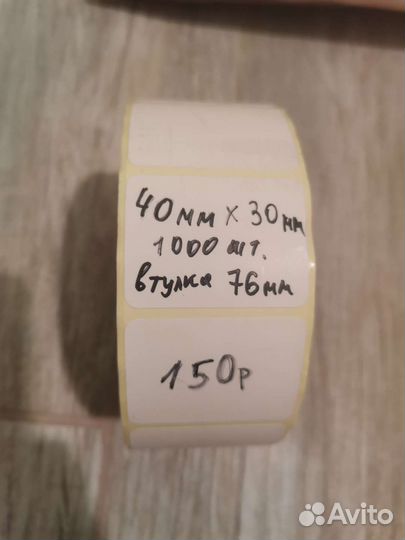 40мм х 30мм
1000 шт.
втулка 76мм
150р
Avito